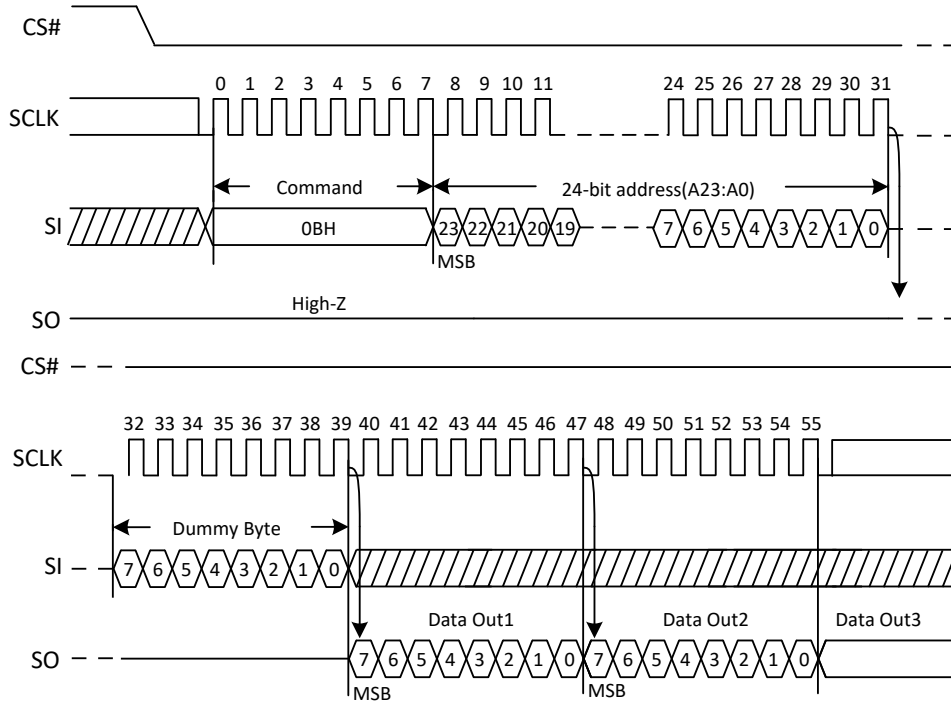 CS#
0 1 2 3 4 5 6 7 8 9 10 11 24 25 26 27 28 29 30 31
SCLK
Command 24-bit address(A23:A0)
SI 0BH 23 22 21 20 19 7 6 5 4 3 2 1 0
MSB
High-Z
SO
CS#
32 33 34 35 36 37 38 39 40 41 42 43 44 45 46 47 48 49 50 51 52 53 54 55
SCLK
Dummy Byte
SI 7 6 5 4 3 2 1 0
Data Out1 Data Out2 Data Out3
SO 7 6 5 4 3 2 1 0 7 6 5 4 3 2 1 0
MSB MSB